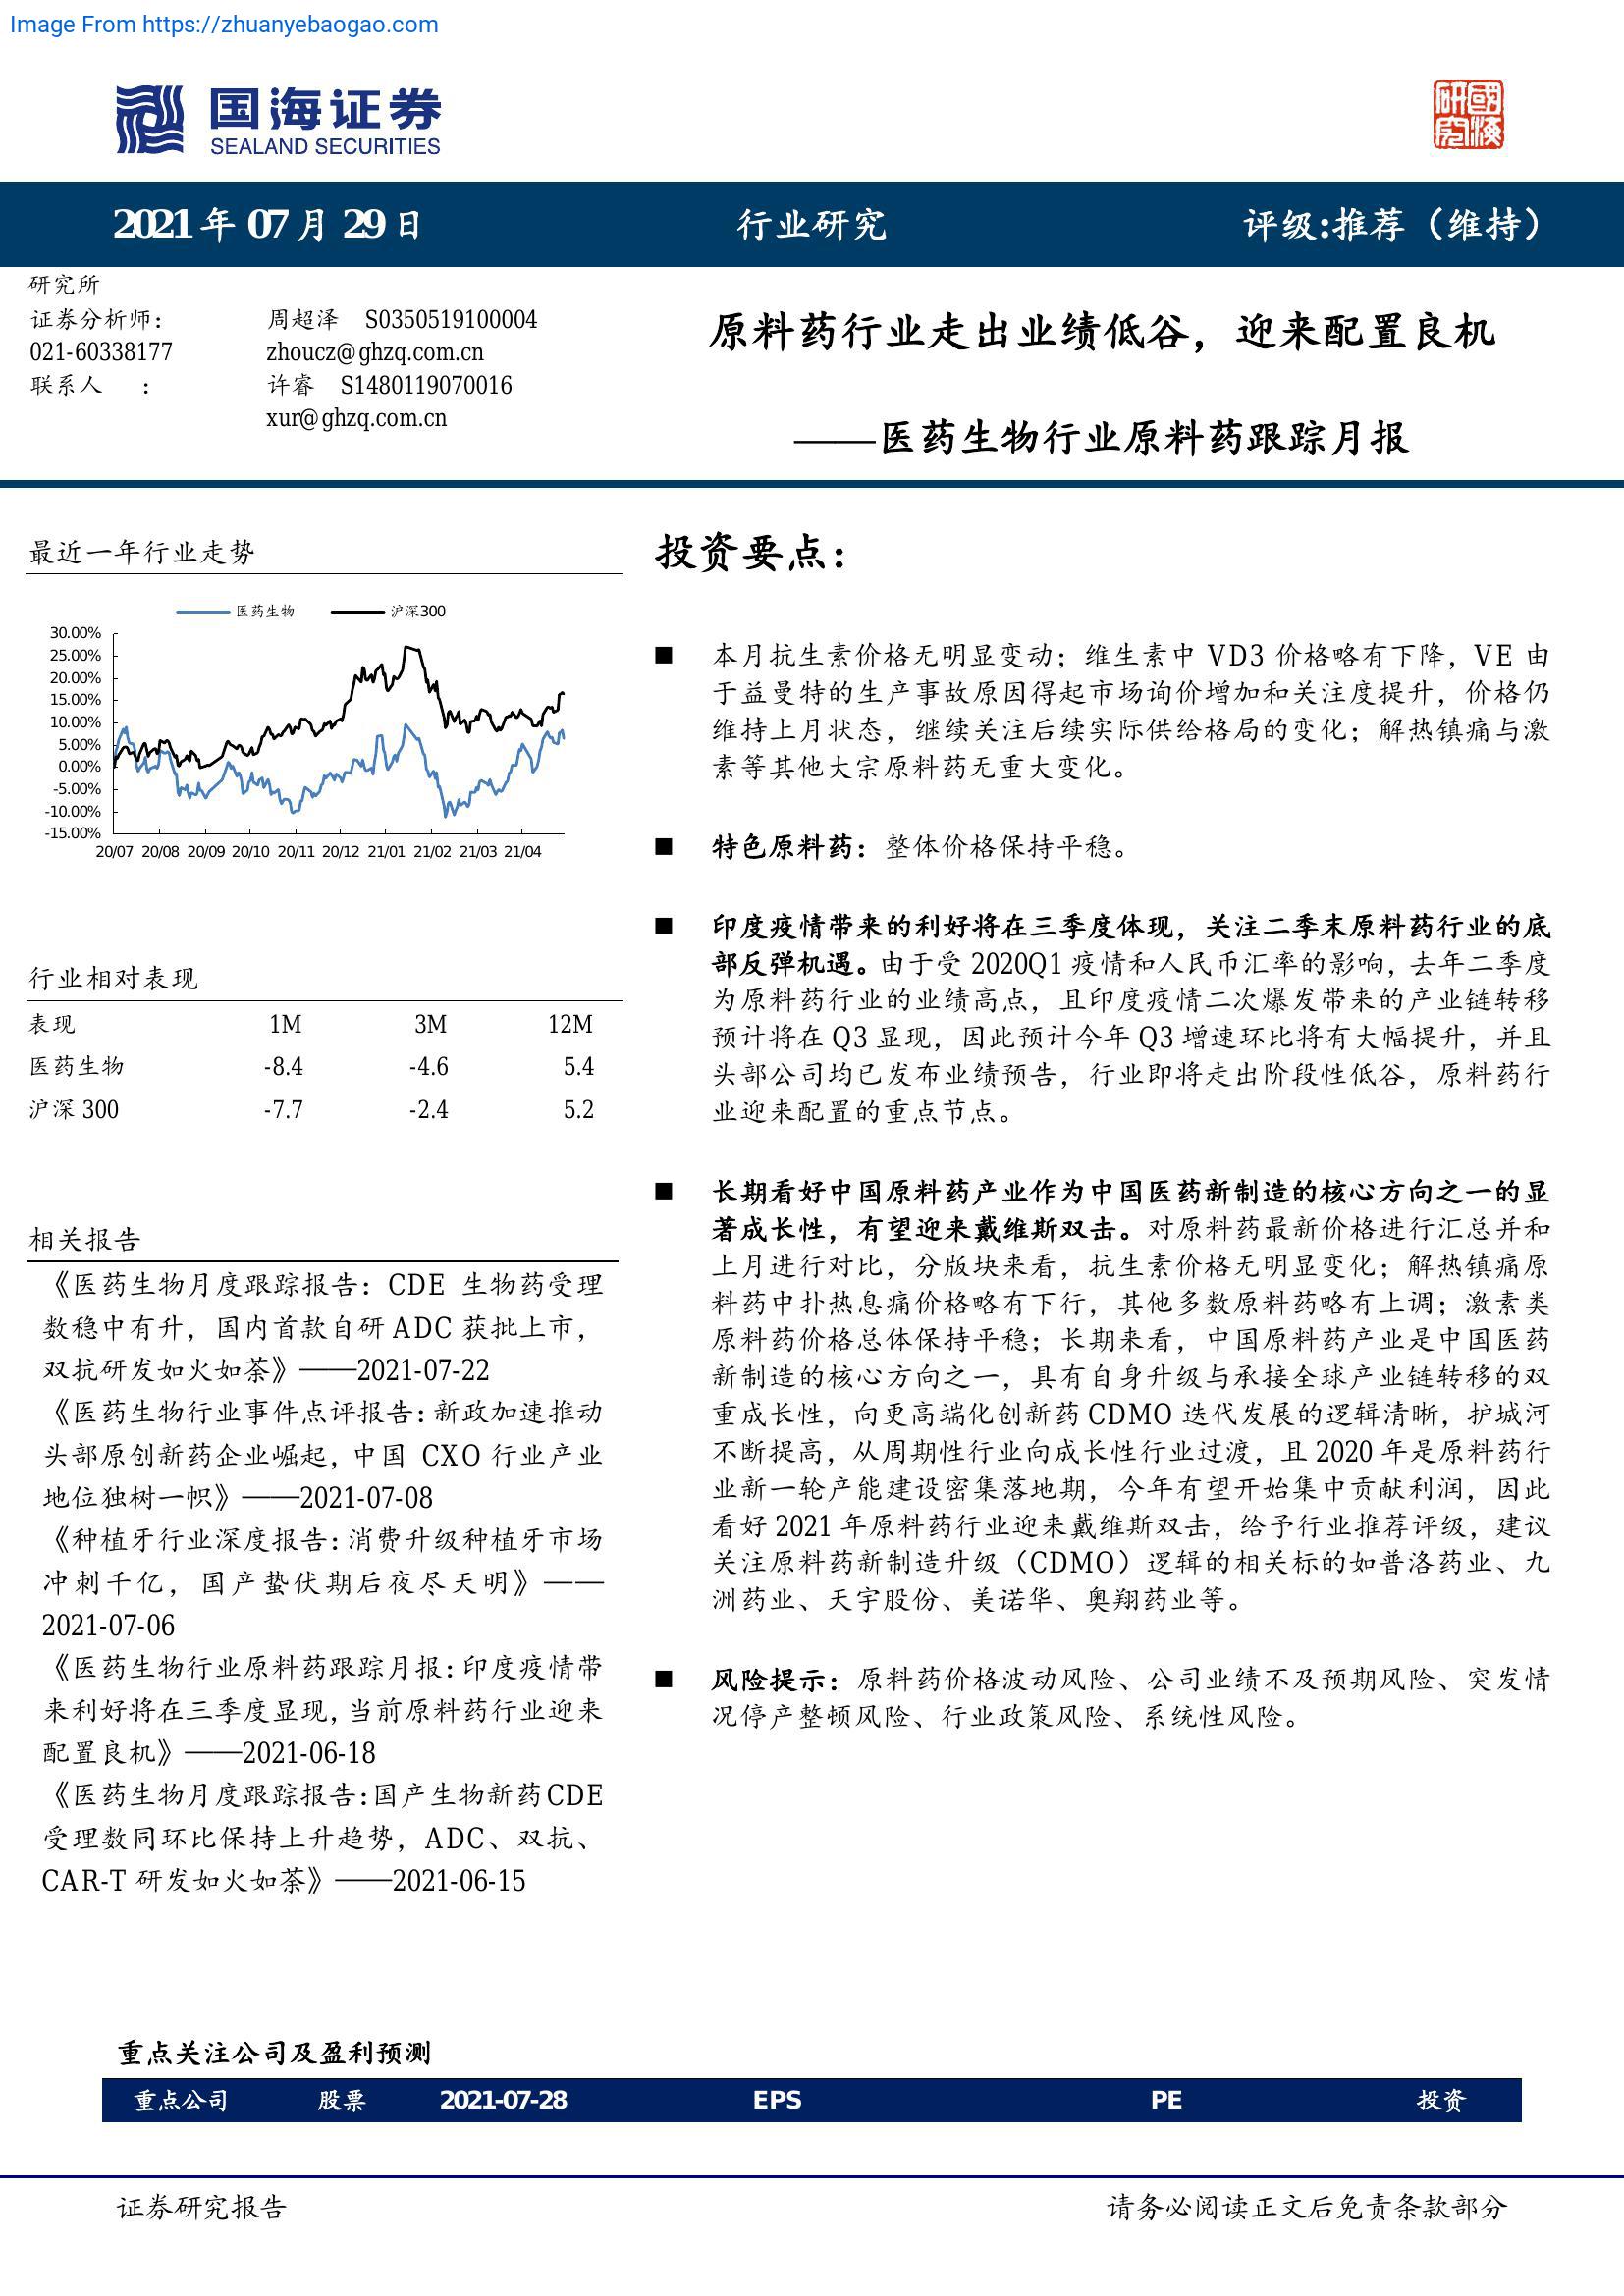 Image From https://zhuanyebaogao.com
国海证券
SEALAND SECURITIES
國海研究
2021 年 07 月 29 日
行业研究
评级:推荐（维持）
研究所
证券分析师：
周超泽 S0350519100004
021-60338177
zhoucz@ghzq.com.cn
联系人 ：
许睿 S1480119070016
xur@ghzq.com.cn
原料药行业走出业绩低谷，迎来配置良机
——医药生物行业原料药跟踪月报
最近一年行业走势
医药生物
沪深300
30.00%
25.00%
20.00%
15.00%
10.00%
5.00%
0.00%
-5.00%
-10.00%
-15.00%
20/07 20/08 20/09 20/10 20/11 20/12 21/01 21/02 21/03 21/04
行业相对表现
表现 1M 3M 12M
医药生物 -8.4 -4.6 5.4
沪深 300 -7.7 -2.4 5.2
相关报告
《医药生物月度跟踪报告：CDE 生物药受理
数稳中有升，国内首款自研 ADC 获批上市，
双抗研发如火如荼》——2021-07-22
《医药生物行业事件点评报告：新政加速推动
头部原创新药企业崛起，中国 CXO 行业产业
地位独树一帜》——2021-07-08
《种植牙行业深度报告：消费升级种植牙市场
冲刺千亿，国产蛰伏期后夜尽天明》——
2021-07-06
《医药生物行业原料药跟踪月报：印度疫情带
来利好将在三季度显现，当前原料药行业迎来
配置良机》——2021-06-18
《医药生物月度跟踪报告：国产生物新药CDE
受理数同环比保持上升趋势，ADC、双抗、
CAR-T 研发如火如荼》——2021-06-15
投资要点：
■ 本月抗生素价格无明显变动；维生素中 VD3 价格略有下降，VE 由
于益曼特的生产事故原因得起市场询价增加和关注度提升，价格仍
维持上月状态，继续关注后续实际供给格局的变化；解热镇痛与激
素等其他大宗原料药无重大变化。
■ 特色原料药：整体价格保持平稳。
■ 印度疫情带来的利好将在三季度体现，关注二季末原料药行业的底
部反弹机遇。由于受 2020Q1 疫情和人民币汇率的影响，去年二季度
为原料药行业的业绩高点，且印度疫情二次爆发带来的产业链转移
预计将在 Q3 显现，因此预计今年 Q3 增速环比将有大幅提升，并且
头部公司均已发布业绩预告，行业即将走出阶段性低谷，原料药行
业迎来配置的重点节点。
■ 长期看好中国原料药产业作为中国医药新制造的核心方向之一的显
著成长性，有望迎来戴维斯双击。对原料药最新价格进行汇总并和
上月进行对比，分版块来看，抗生素价格无明显变化；解热镇痛原
料药中扑热息痛价格略有下行，其他多数原料药略有上调；激素类
原料药价格总体保持平稳；长期来看，中国原料药产业是中国医药
新制造的核心方向之一，具有自身升级与承接全球产业链转移的双
重成长性，向更高端化创新药 CDMO 迭代发展的逻辑清晰，护城河
不断提高，从周期性行业向成长性行业过渡，且 2020 年是原料药行
业新一轮产能建设密集落地期，今年有望开始集中贡献利润，因此
看好 2021 年原料药行业迎来戴维斯双击，给予行业推荐评级，建议
关注原料药新制造升级（CDMO）逻辑的相关标的如普洛药业、九
洲药业、天宇股份、美诺华、奥翔药业等。
■ 风险提示：原料药价格波动风险、公司业绩不及预期风险、突发情
况停产整顿风险、行业政策风险、系统性风险。
重点关注公司及盈利预测
重点公司 股票 2021-07-28 EPS PE 投资
证券研究报告
请务必阅读正文后免责条款部分